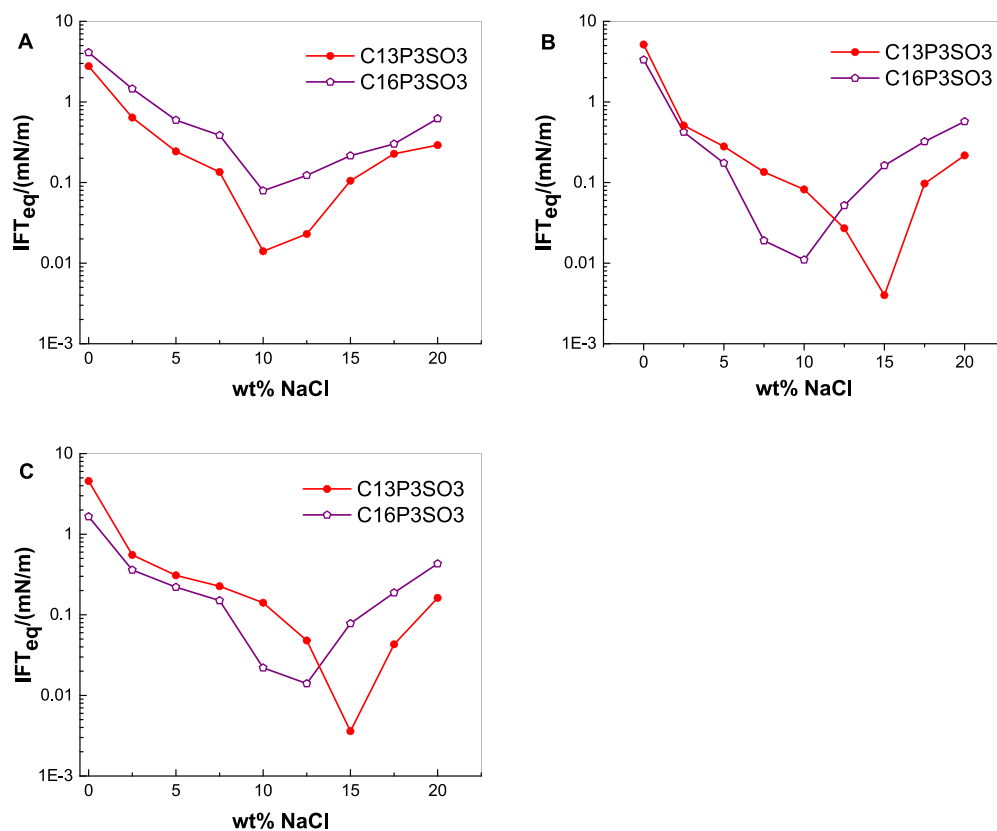 A
C13P3SO3
C16P3SO3
10
1
0.1
0.01
1E-3
IFTeq/(mN/m)
0
5
10
15
20
wt% NaCl
B
C13P3SO3
C16P3SO3
10
1
0.1
0.01
1E-3
IFTeq/(mN/m)
0
5
10
15
20
wt% NaCl
C
C13P3SO3
C16P3SO3
10
1
0.1
0.01
1E-3
IFTeq/(mN/m)
0
5
10
15
20
wt% NaCl